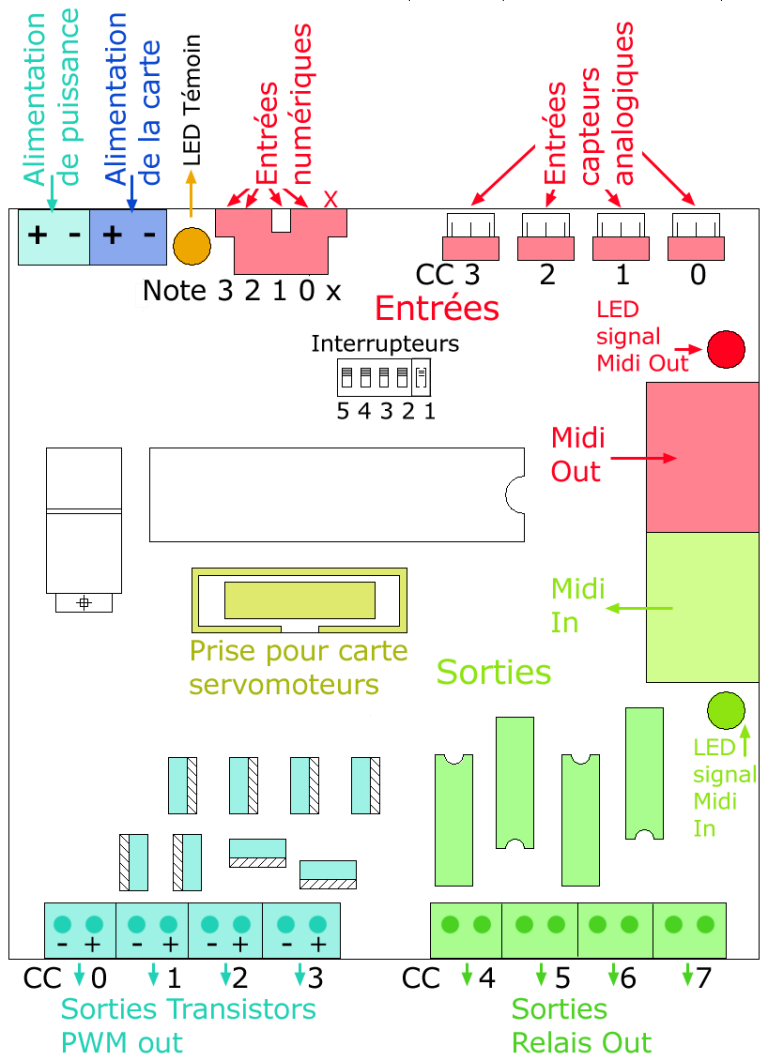 Alimentation
de puissance
Alimentation
de la carte
LED Témoin
Entrées
numériques
X
Entrées
capteurs
analogiques
+ - + -
Note 3 2 1 0 x
CC 3 2 1 0
Entrées
LED
signal
Midi Out
Interrupteurs
5 4 3 2 1
Midi
Out
Midi
In
Prise pour carte
servomoteurs
Sorties
LED
signal
Midi
In
- + - + - + - +
CC 0 1 2 3
CC 4 5 6 7
Sorties Transistors
PWM out
Sorties
Relais Out